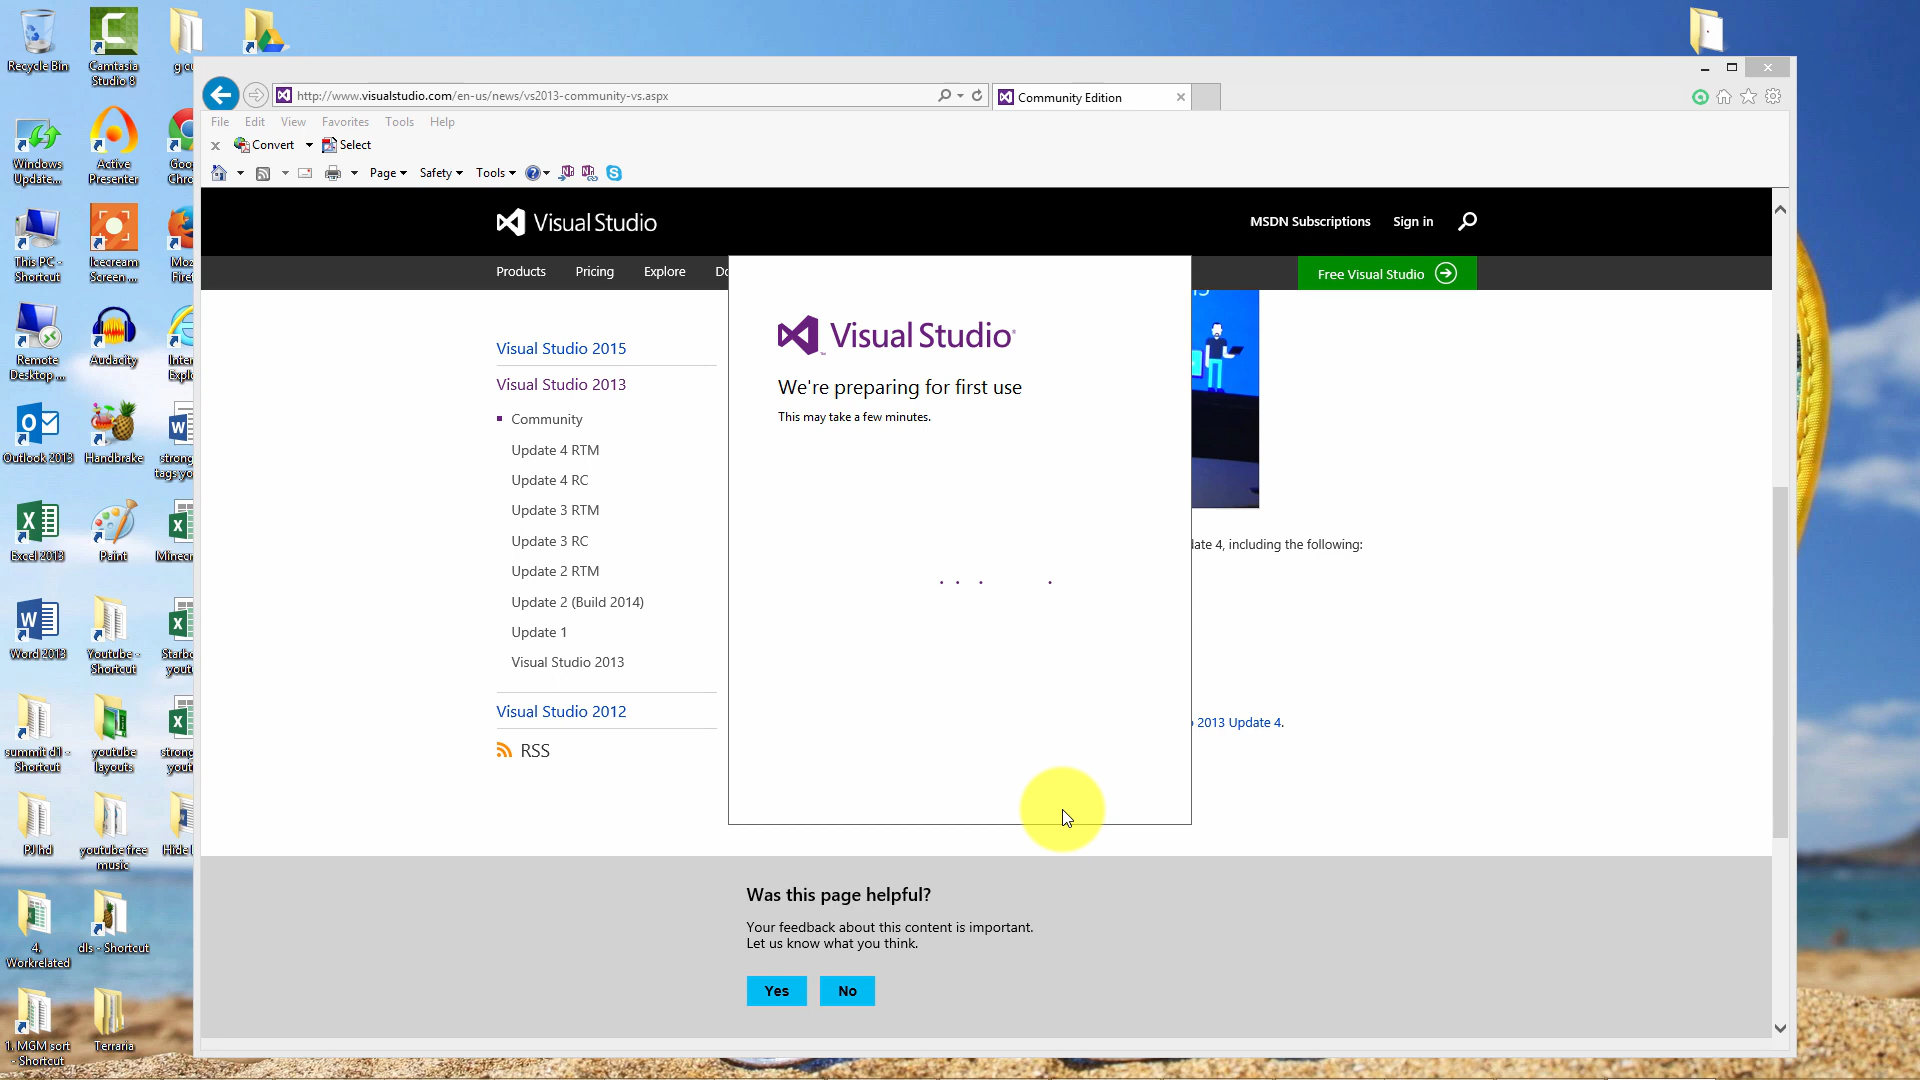 Recycle Bin
Camtasia
Studio 8
Windows
Update...
Active
Presenter
This PC -
Shortcut
Icecream
Screen ...
Remote
Desktop ...
Audacity
Outlook 2013
Handbrake
Excel 2013
Paint
Word 2013
Youtube -
Shortcut
summit d1 -
Shortcut
youtube
layouts
PJ hd
youtube free
music
Hide
4.
Workrelated
dls - Shortcut
1. MGM sort
- Shortcut
Terraria
http://www.visualstudio.com/en-us/news/vs2013-community-vs.aspx
Community Edition
File Edit View Favorites Tools Help
x Convert Select
Page Safety Tools
Visual Studio
MSDN Subscriptions Sign in
Products Pricing Explore Do
Free Visual Studio
Visual Studio 2015
Visual Studio 2013
Community
Update 4 RTM
Update 4 RC
Update 3 RTM
Update 3 RC
Update 2 RTM
Update 2 (Build 2014)
Update 1
Visual Studio 2013
Visual Studio 2012
RSS
Visual Studio
We're preparing for first use
This may take a few minutes.
date 4, including the following:
2013 Update 4.
Was this page helpful?
Your feedback about this content is important.
Let us know what you think.
Yes No